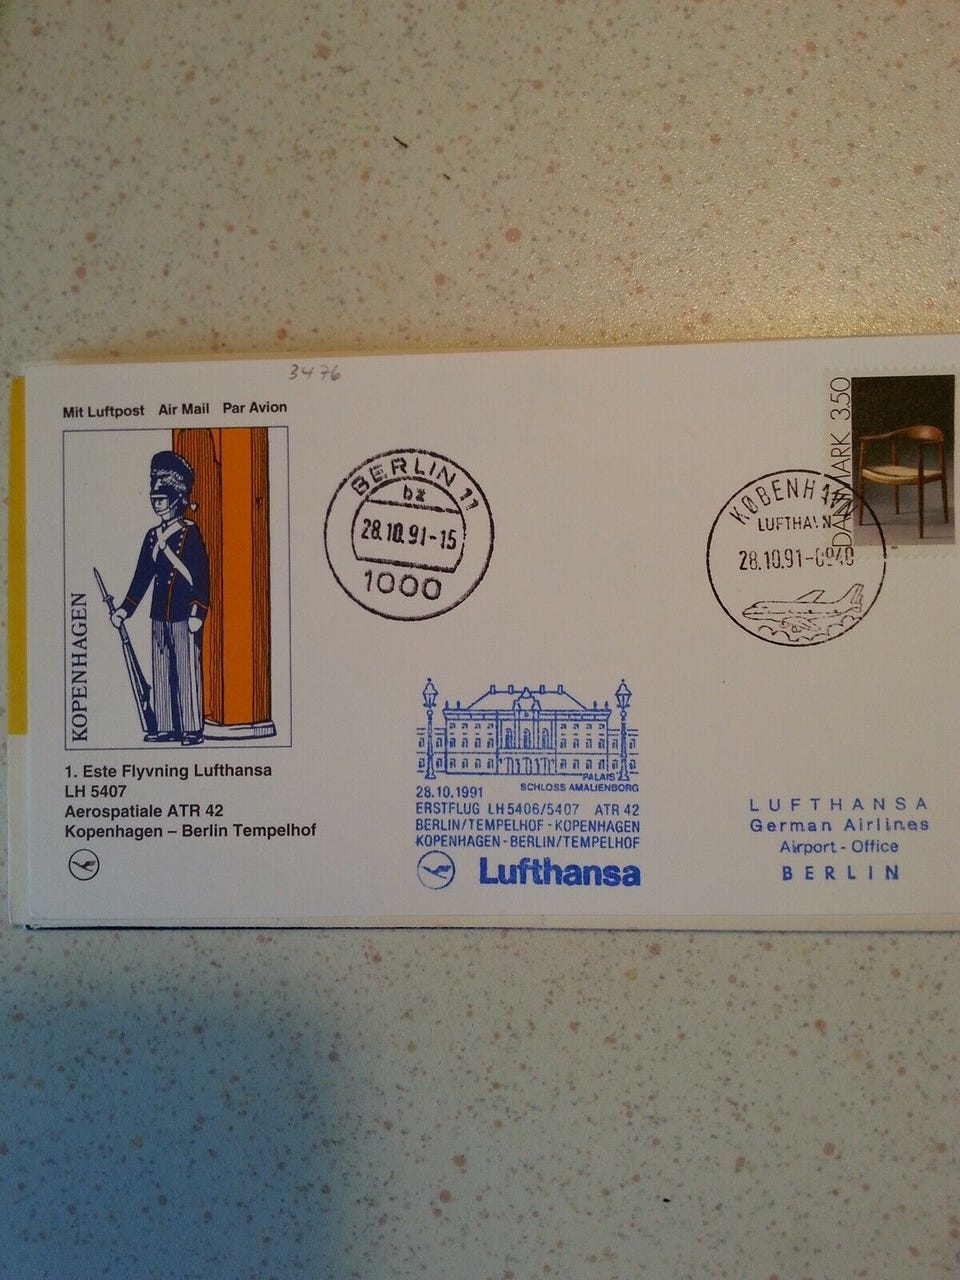 3476
Mit Luftpost Air Mail Par Avion
KOPENHAGEN
1. Este Flyvning Lufthansa
LH 5407
Aerospatiale ATR 42
Kopenhagen – Berlin Tempelhof
BERLIN 11
bz
28.10.91-15
1000
DANMARK 3.50
KØBENHAVN
LUFTHAVN
28.10.91-0940
PALAIS
SCHLOSS AMALIENBORG
28.10.1991
ERSTFLUG LH 5406/5407 ATR 42
BERLIN/TEMPELHOF - KOPENHAGEN
KOPENHAGEN - BERLIN/TEMPELHOF
Lufthansa
LUFTHANSA
German Airlines
Airport - Office
BERLIN